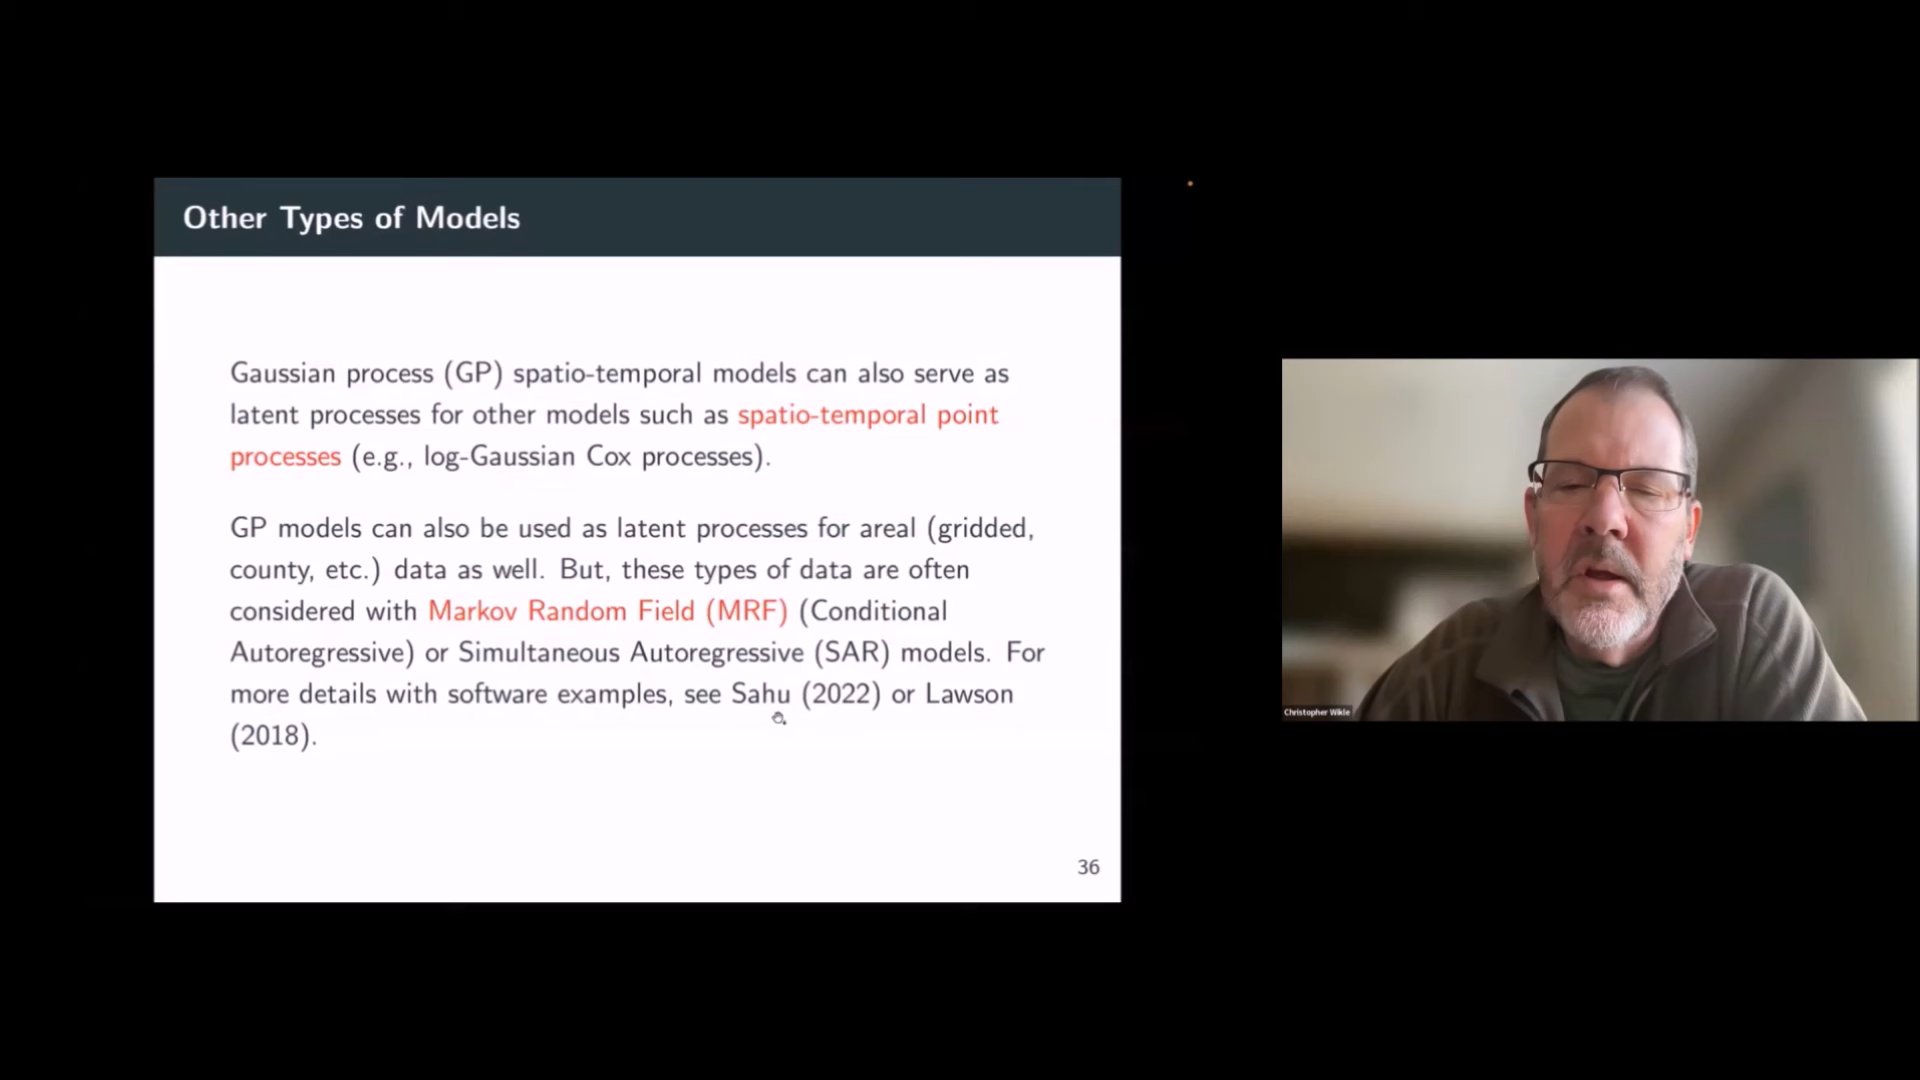 Other Types of Models
Gaussian process (GP) spatio-temporal models can also serve as
latent processes for other models such as spatio-temporal point
processes (e.g., log-Gaussian Cox processes).
GP models can also be used as latent processes for areal (gridded,
county, etc.) data as well. But, these types of data are often
considered with Markov Random Field (MRF) (Conditional
Autoregressive) or Simultaneous Autoregressive (SAR) models. For
more details with software examples, see Sahu (2022) or Lawson
(2018).
36
Christopher Wikle